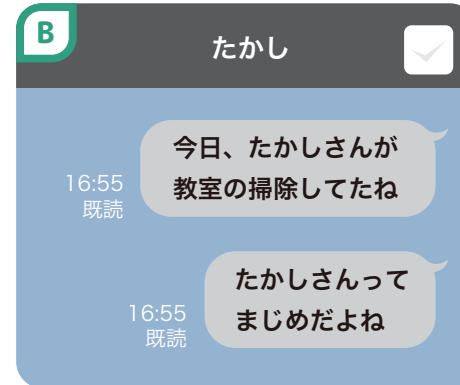 B
たかし
今日、たかしさんが
教室の掃除してたね
16:55
既読
たかしさんって
まじめだよね
16:55
既読